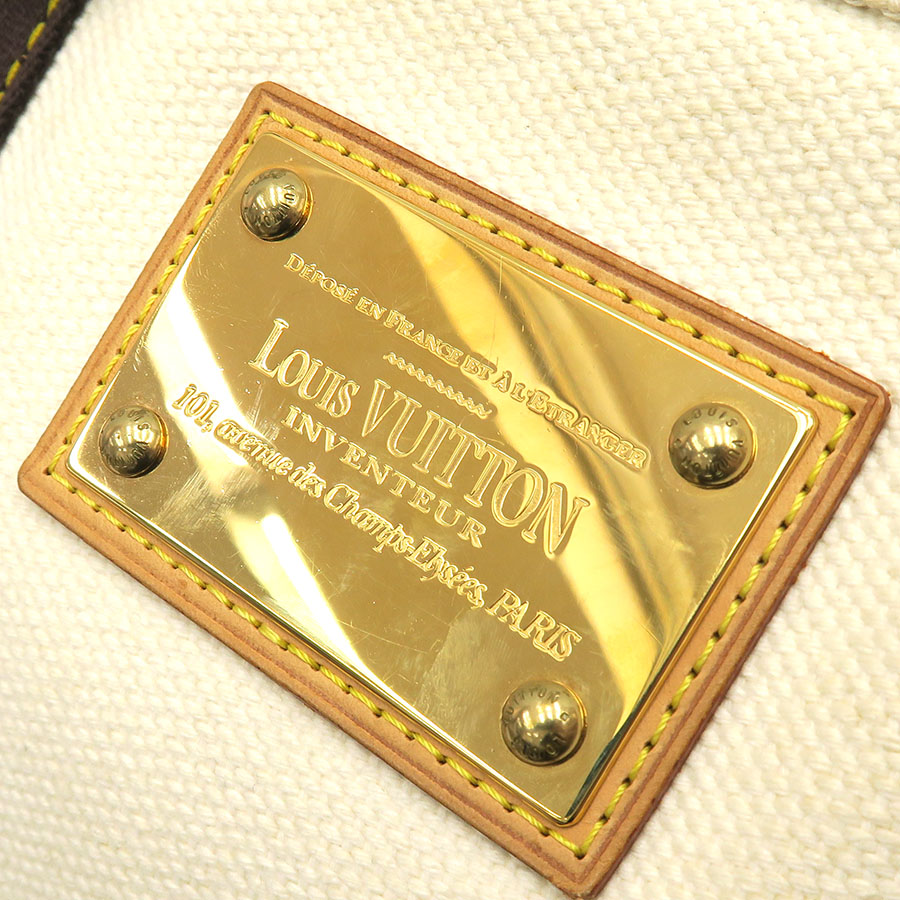 DÉPOSÉ EN FRANCE ET À L'ÉTRANGER
LOUIS VUITTON
INVENTEUR
101, avenue des Champs-Elysées, PARIS